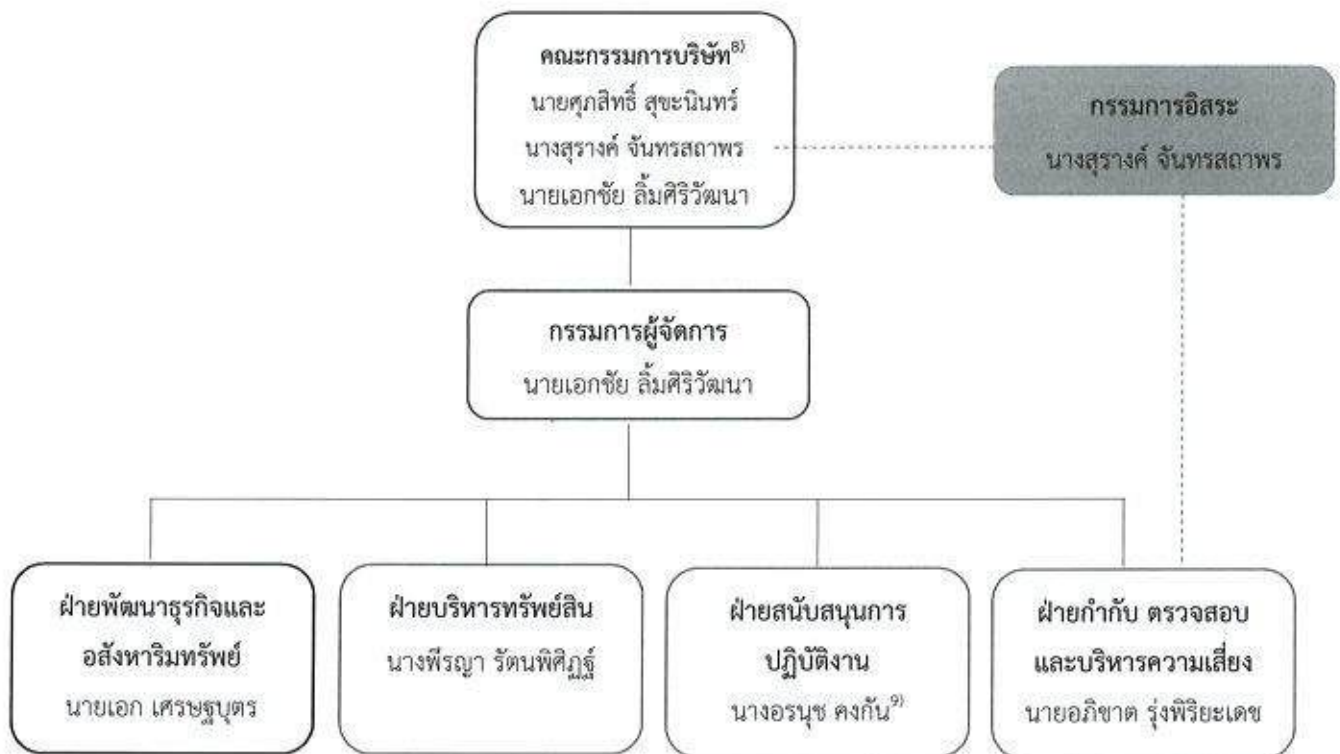 คณะกรรมการบริษัท⁸⁾
นายศุภสิทธิ์ สุขะนินทร์
นางสุรางค์ จันทรสถาพร
นายเอกชัย ลิ้มศิริวัฒนา
กรรมการอิสระ
นางสุรางค์ จันทรสถาพร
กรรมการผู้จัดการ
นายเอกชัย ลิ้มศิริวัฒนา
ฝ่ายพัฒนาธุรกิจและ
อสังหาริมทรัพย์
นายเอก เศรษฐบุตร
ฝ่ายบริหารทรัพย์สิน
นางพีรญา รัตนพิศิฏฐ์
ฝ่ายสนับสนุนการ
ปฏิบัติงาน
นางอรนุช คงกัน⁹⁾
ฝ่ายกำกับ ตรวจสอบ
และบริหารความเสี่ยง
นายอภิชาต รุ่งพิริยะเดช